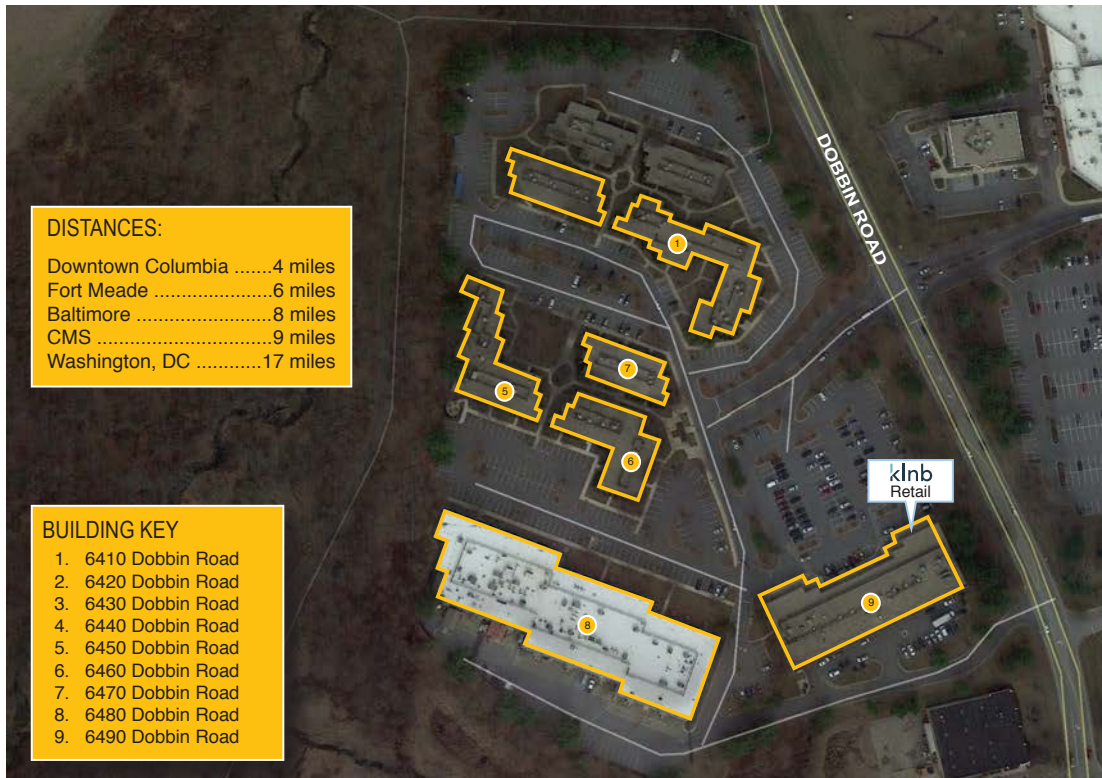 DISTANCES:
Downtown Columbia .......4 miles
Fort Meade ......................6 miles
Baltimore ........................8 miles
CMS ................................9 miles
Washington, DC ............17 miles
BUILDING KEY
1. 6410 Dobbin Road
2. 6420 Dobbin Road
3. 6430 Dobbin Road
4. 6440 Dobbin Road
5. 6450 Dobbin Road
6. 6460 Dobbin Road
7. 6470 Dobbin Road
8. 6480 Dobbin Road
9. 6490 Dobbin Road
DOBBIN ROAD
1
7
5
6
klnb
Retail
9
8